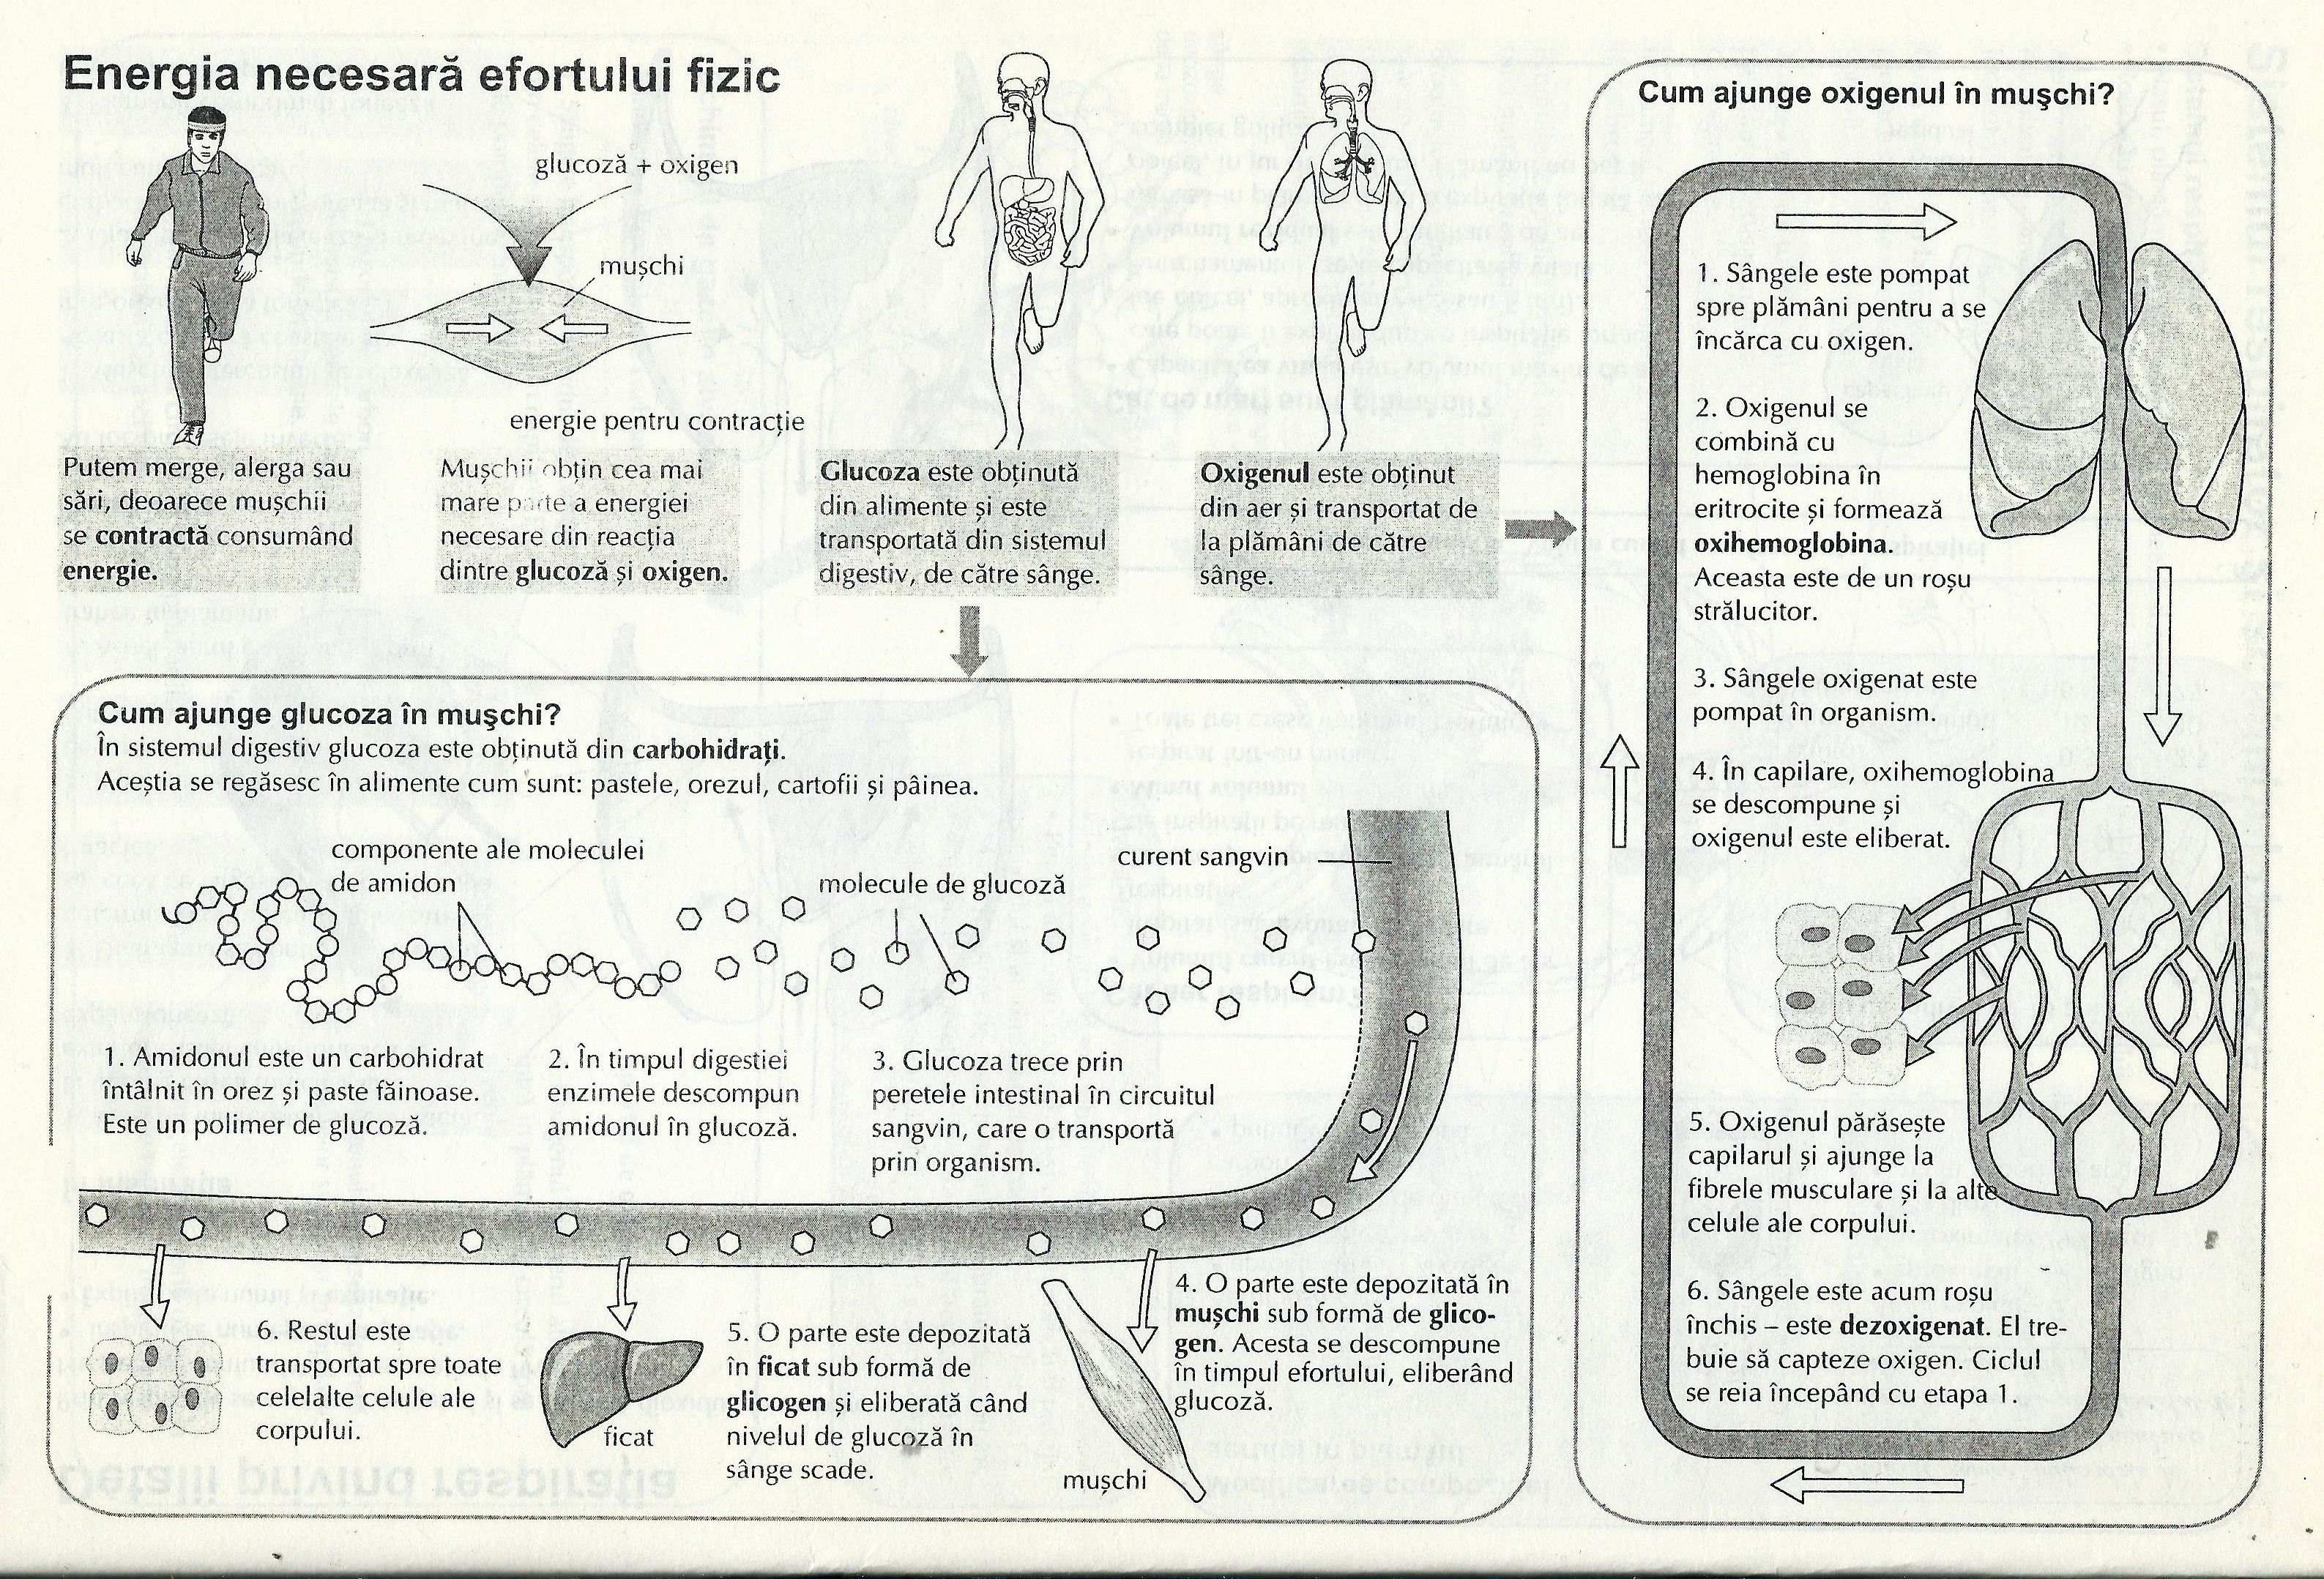 Energia necesară efortului fizic
glucoză + oxigen
mușchi
energie pentru contracție
Putem merge, alerga sau
sări, deoarece mușchii
se contractă consumând
energie.
Mușchii obțin cea mai
mare parte a energiei
necesare din reacția
dintre glucoză și oxigen.
Glucoza este obținută
din alimente și este
transportată din sistemul
digestiv, de către sânge.
Oxigenul este obținut
din aer și transportat de
la plămâni de către
sânge.
Cum ajunge glucoza în mușchi?
În sistemul digestiv glucoza este obținută din carbohidrați.
Aceștia se regăsesc în alimente cum sunt: pastele, orezul, cartofii și pâinea.
componente ale moleculei
de amidon
molecule de glucoză
curent sangvin
1. Amidonul este un carbohidrat
întâlnit în orez și paste făinoase.
Este un polimer de glucoză.
2. În timpul digestiei
enzimele descompun
amidonul în glucoză.
3. Glucoza trece prin
peretele intestinal în circuitul
sangvin, care o transportă
prin organism.
4. O parte este depozitată în
mușchi sub formă de glico-
gen. Acesta se descompune
în timpul efortului, eliberând
glucoză.
mușchi
5. O parte este depozitată
în ficat sub formă de
glicogen și eliberată când
nivelul de glucoză în
sânge scade.
ficat
6. Restul este
transportat spre toate
celelalte celule ale
corpului.
Cum ajunge oxigenul în mușchi?
1. Sângele este pompat
spre plămâni pentru a se
încărca cu oxigen.
2. Oxigenul se
combină cu
hemoglobina în
eritrocite și formează
oxihemoglobina.
Aceasta este de un roșu
strălucitor.
3. Sângele oxigenat este
pompat în organism.
4. În capilare, oxihemoglobina
se descompune și
oxigenul este eliberat.
5. Oxigenul părăsește
capilarul și ajunge la
fibrele musculare și la alte
celule ale corpului.
6. Sângele este acum roșu
închis – este dezoxigenat. El tre-
buie să capteze oxigen. Ciclul
se reia începând cu etapa 1.
Detalii privind respirația